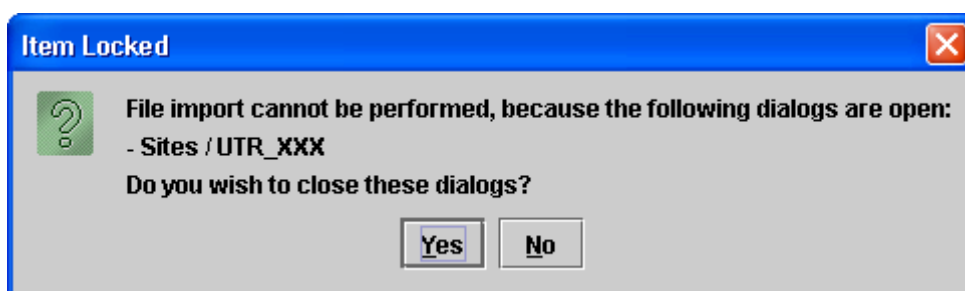 Item Locked
File import cannot be performed, because the following dialogs are open:
- Sites / UTR_XXX
Do you wish to close these dialogs?
Yes No